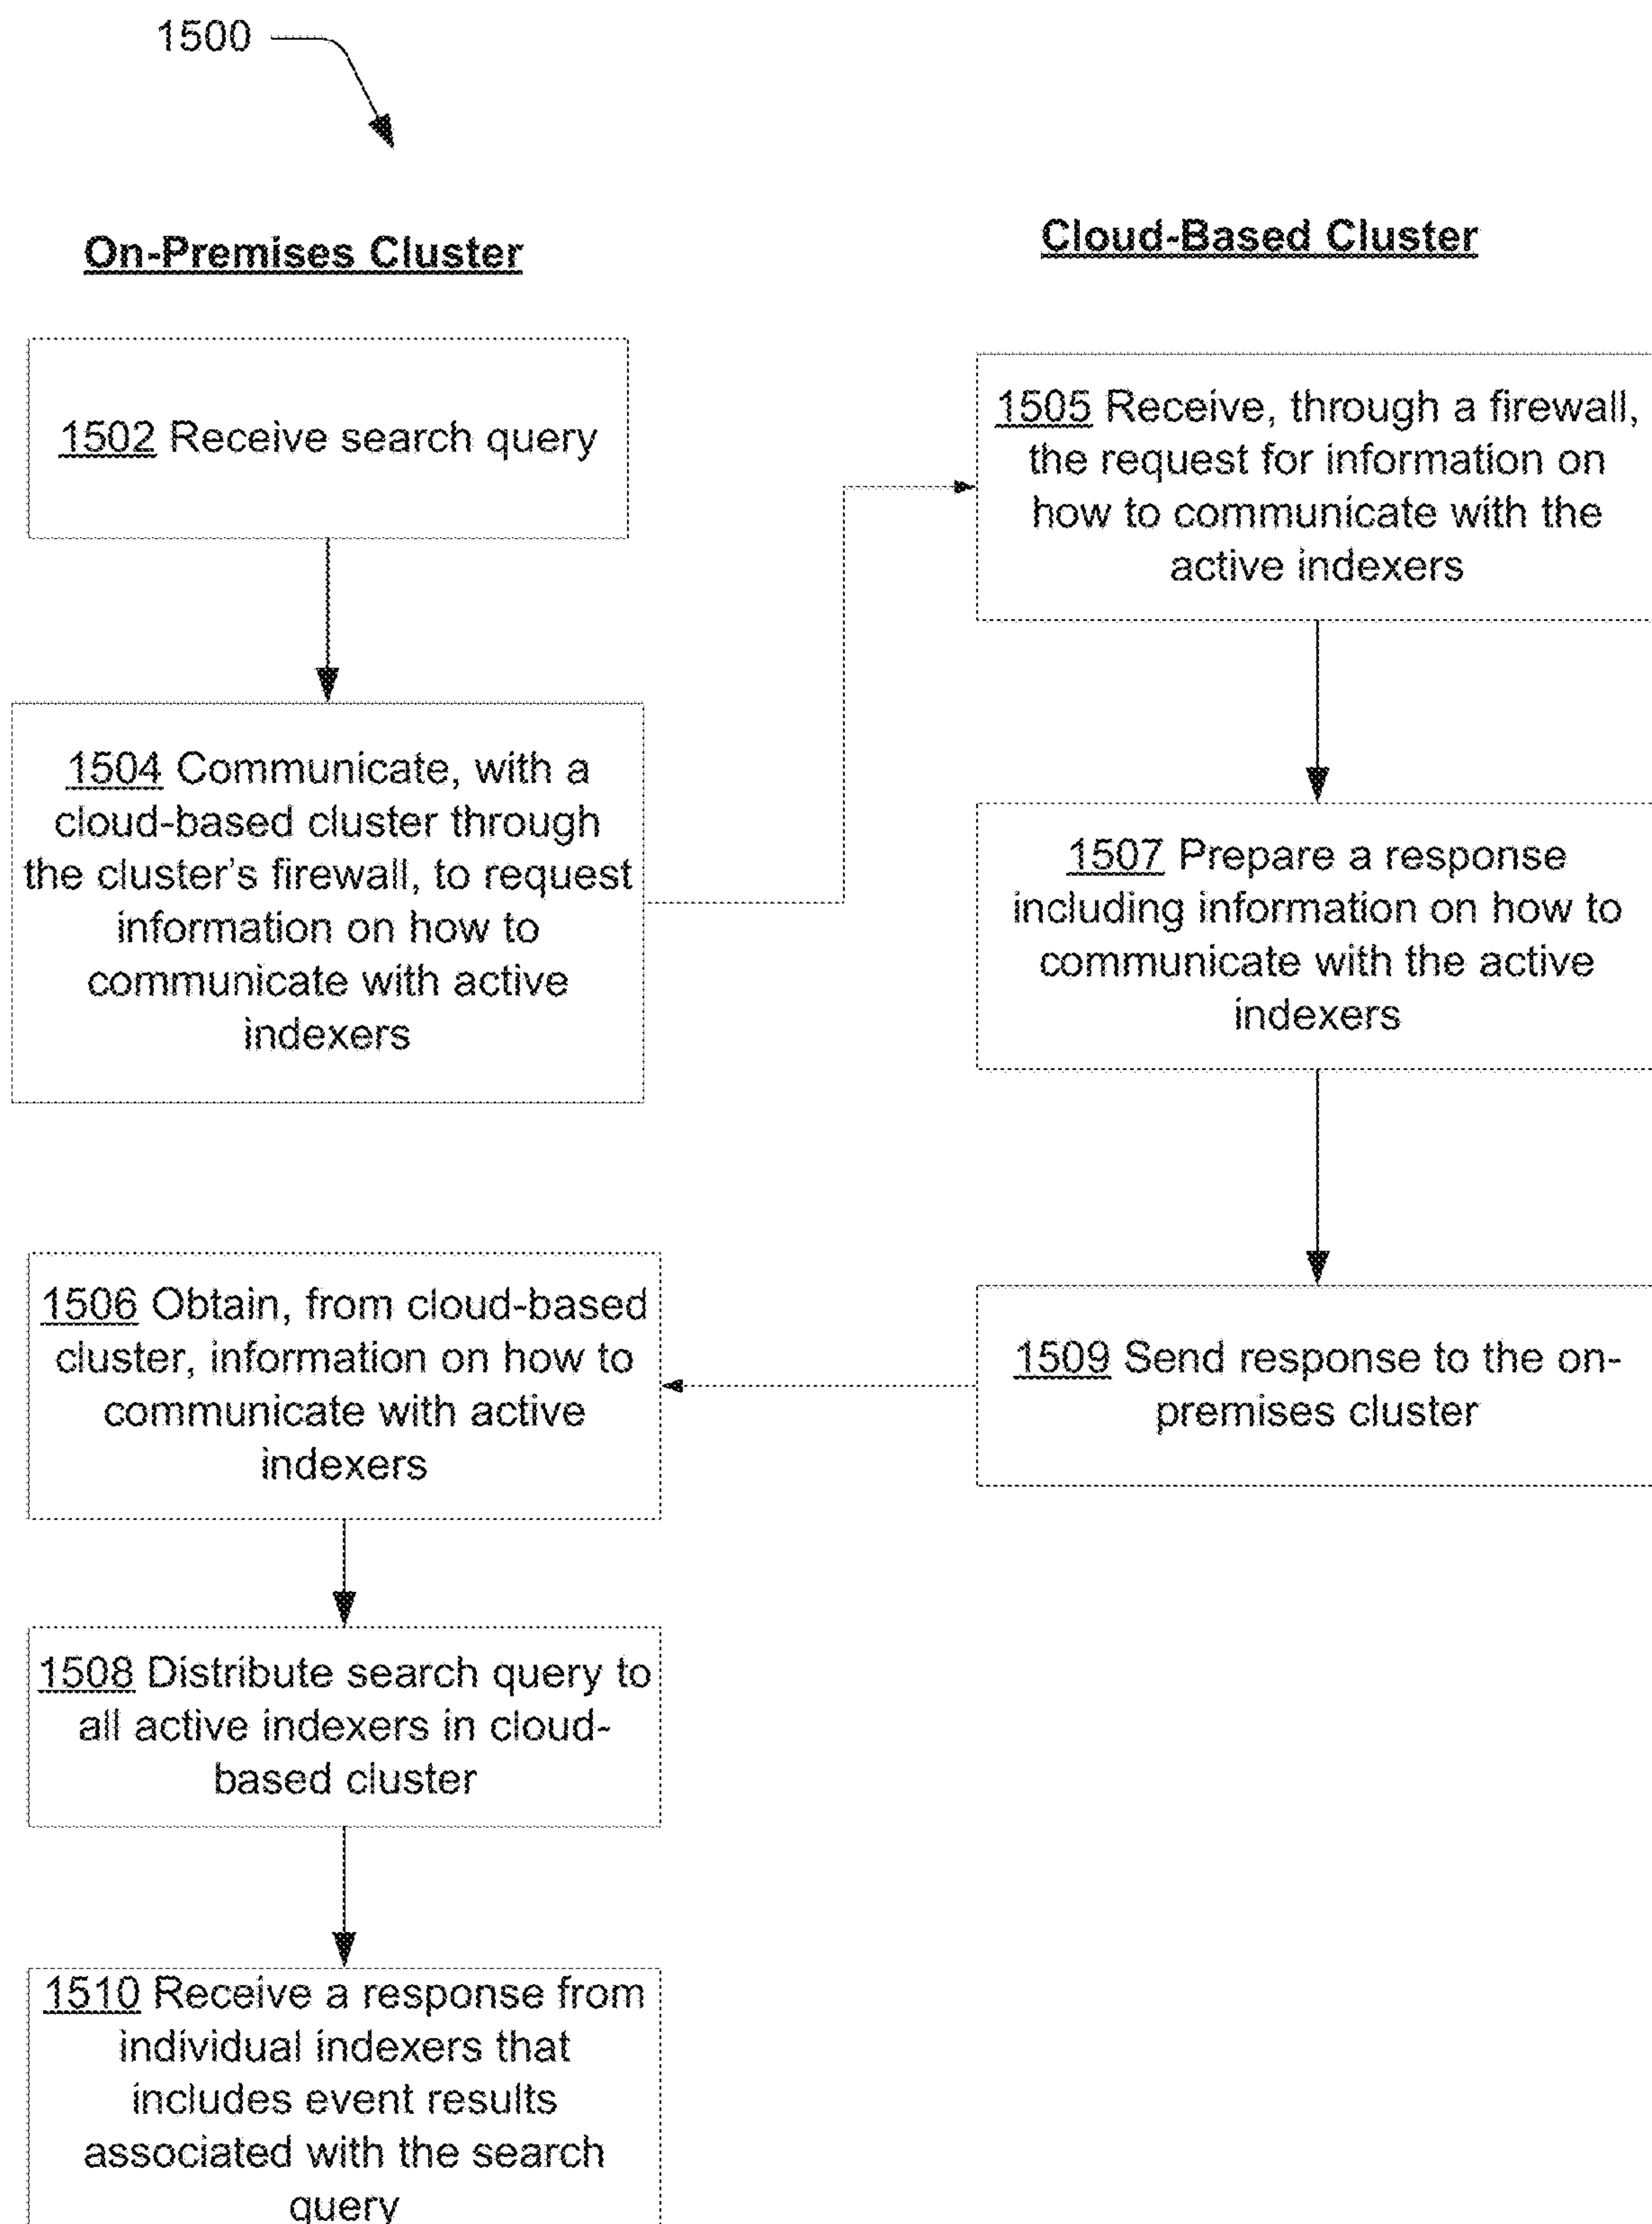 1500
On-Premises Cluster
Cloud-Based Cluster
1502 Receive search query
1504 Communicate, with a
cloud-based cluster through
the cluster's firewall, to request
information on how to
communicate with active
indexers
1505 Receive, through a firewall,
the request for information on
how to communicate with the
active indexers
1507 Prepare a response
including information on how to
communicate with the active
indexers
1509 Send response to the on-
premises cluster
1506 Obtain, from cloud-based
cluster, information on how to
communicate with active
indexers
1508 Distribute search query to
all active indexers in cloud-
based cluster
1510 Receive a response from
individual indexers that
includes event results
associated with the search
query